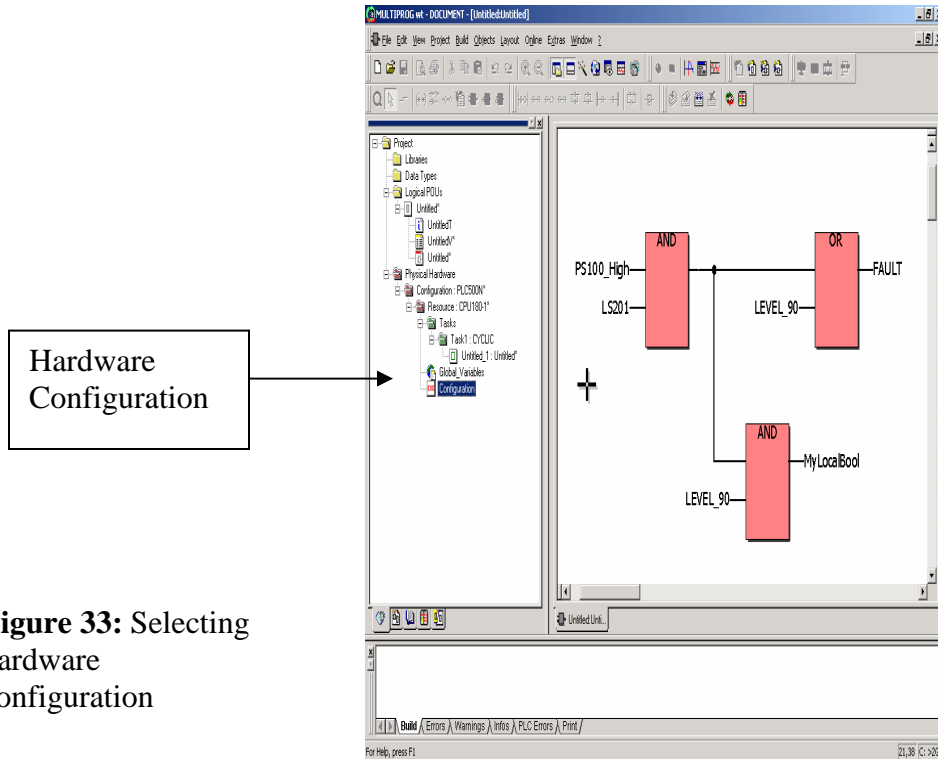 MULTIPROG wt - DOCUMENT - [Untitled:Untitled]
File Edit View Project Build Objects Layout Online Extras Window ?
Project
Libraries
Data Types
Logical POUs
Untitled*
UntitledT
UntitledV*
Untitled*
Physical Hardware
Configuration : PLC500N*
Resource : CPU180-1*
Tasks
Task1 : CYCLIC
Untitled_1 : Untitled*
Global_Variables
Configuration
Hardware
Configuration
AND
PS100_High
LS201
OR
LEVEL_90
FAULT
AND
MyLocalBool
LEVEL_90
Untitled:Unti...
igure 33: Selecting
ardware
onfiguration
Build Errors Warnings Infos PLC Errors Print
For Help, press F1
21,38 C: >2G